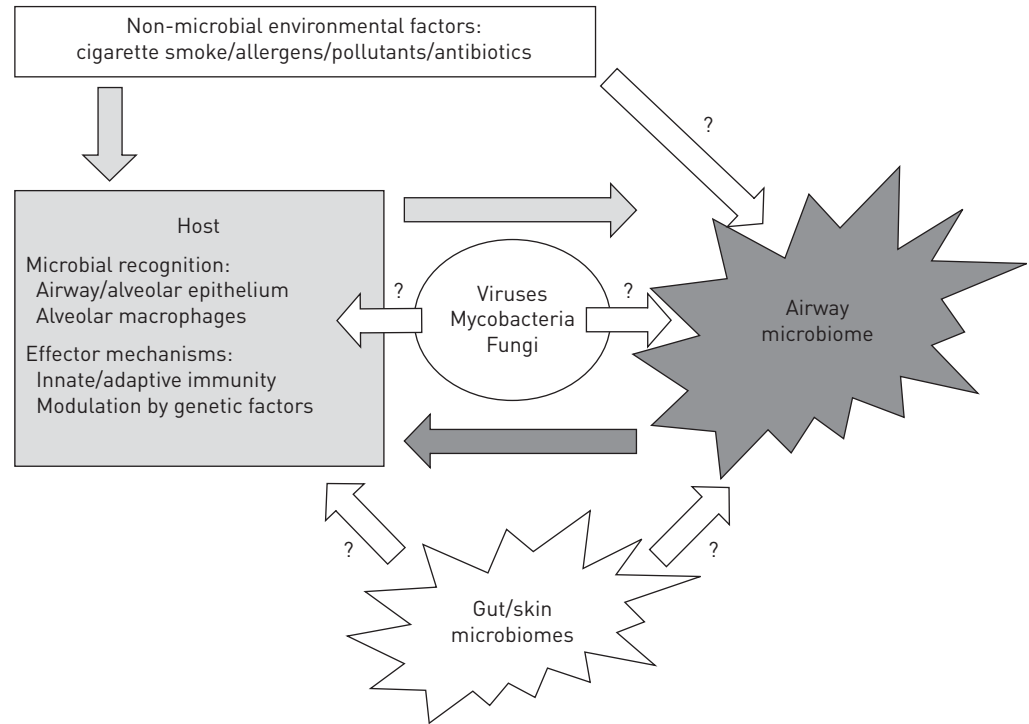 Non-microbial environmental factors:
cigarette smoke/allergens/pollutants/antibiotics
?
Host
Microbial recognition:
Airway/alveolar epithelium
Alveolar macrophages
Effector mechanisms:
Innate/adaptive immunity
Modulation by genetic factors
?
Viruses
Mycobacteria
Fungi
?
Airway
microbiome
?
?
Gut/skin
microbiomes